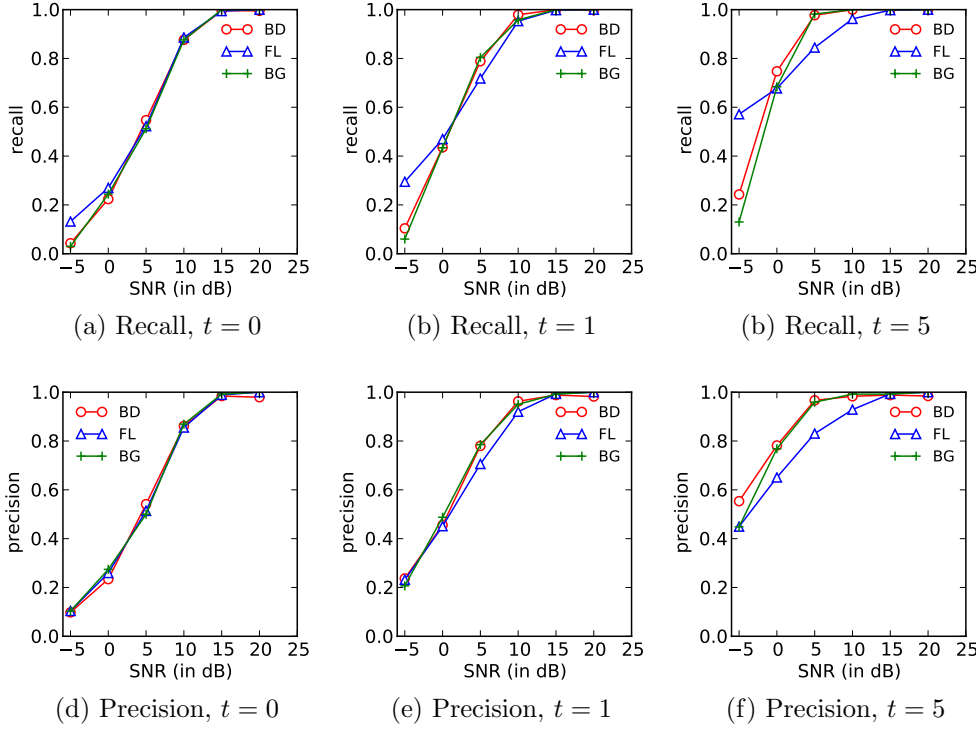 1.0
0.8
0.6
0.4
0.2
0.0
recall
BD
FL
BG
−5 0 5 10 15 20 25
SNR (in dB)
(a) Recall, t = 0
1.0
0.8
0.6
0.4
0.2
0.0
recall
BD
FL
BG
−5 0 5 10 15 20 25
SNR (in dB)
(b) Recall, t = 1
1.0
0.8
0.6
0.4
0.2
0.0
recall
BD
FL
BG
−5 0 5 10 15 20 25
SNR (in dB)
(b) Recall, t = 5
1.0
0.8
0.6
0.4
0.2
0.0
precision
BD
FL
BG
−5 0 5 10 15 20 25
SNR (in dB)
(d) Precision, t = 0
1.0
0.8
0.6
0.4
0.2
0.0
precision
BD
FL
BG
−5 0 5 10 15 20 25
SNR (in dB)
(e) Precision, t = 1
1.0
0.8
0.6
0.4
0.2
0.0
precision
BD
FL
BG
−5 0 5 10 15 20 25
SNR (in dB)
(f) Precision, t = 5